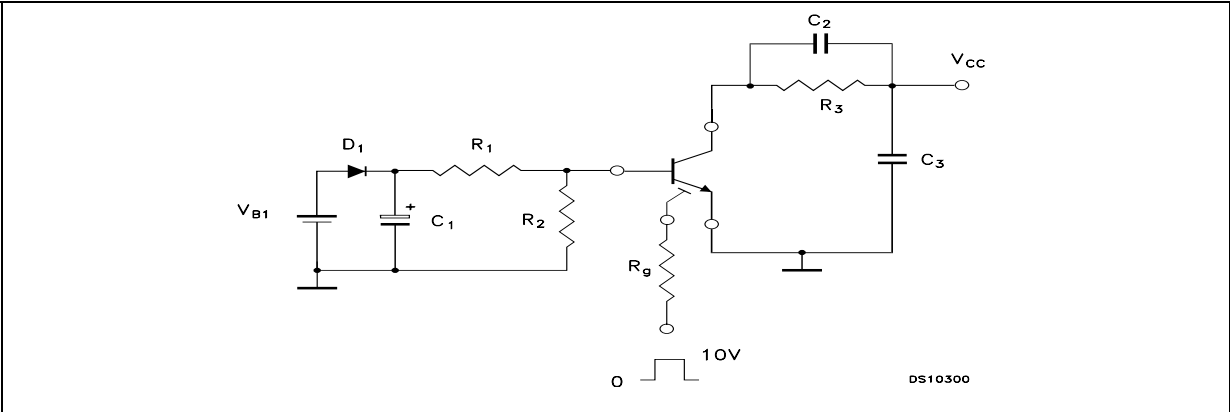 C2
VCC
R3
D1
R1
C3
VB1
+
C1
R2
Rg
10V
0
DS10300